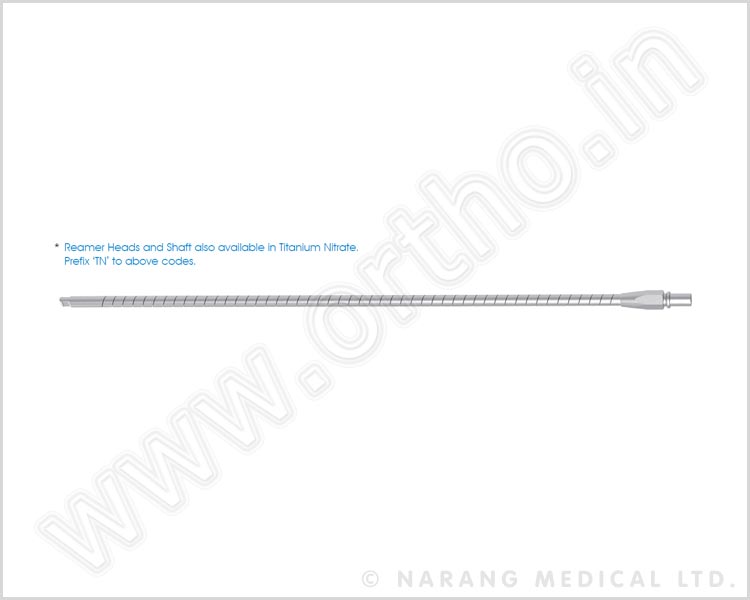 * Reamer Heads and Shaft also available in Titanium Nitrate.
Prefix 'TN' to above codes.
www.ortho.in
© NARANG MEDICAL LTD.